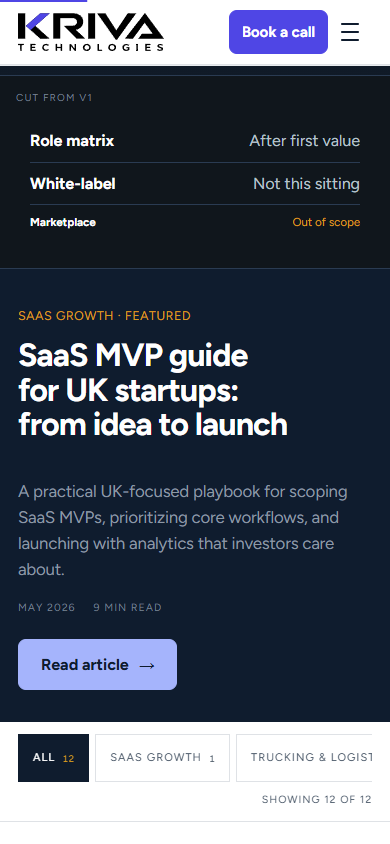 KRIVA
TECHNOLOGIES
Book a call
CUT FROM V1
Role matrix After first value
White-label Not this sitting
Marketplace Out of scope
SAAS GROWTH · FEATURED
SaaS MVP guide
for UK startups:
from idea to launch
A practical UK-focused playbook for scoping
SaaS MVPs, prioritizing core workflows, and
launching with analytics that investors care
about.
MAY 2026 9 MIN READ
Read article →
ALL 12 SAAS GROWTH 1 TRUCKING & LOGIST
SHOWING 12 OF 12